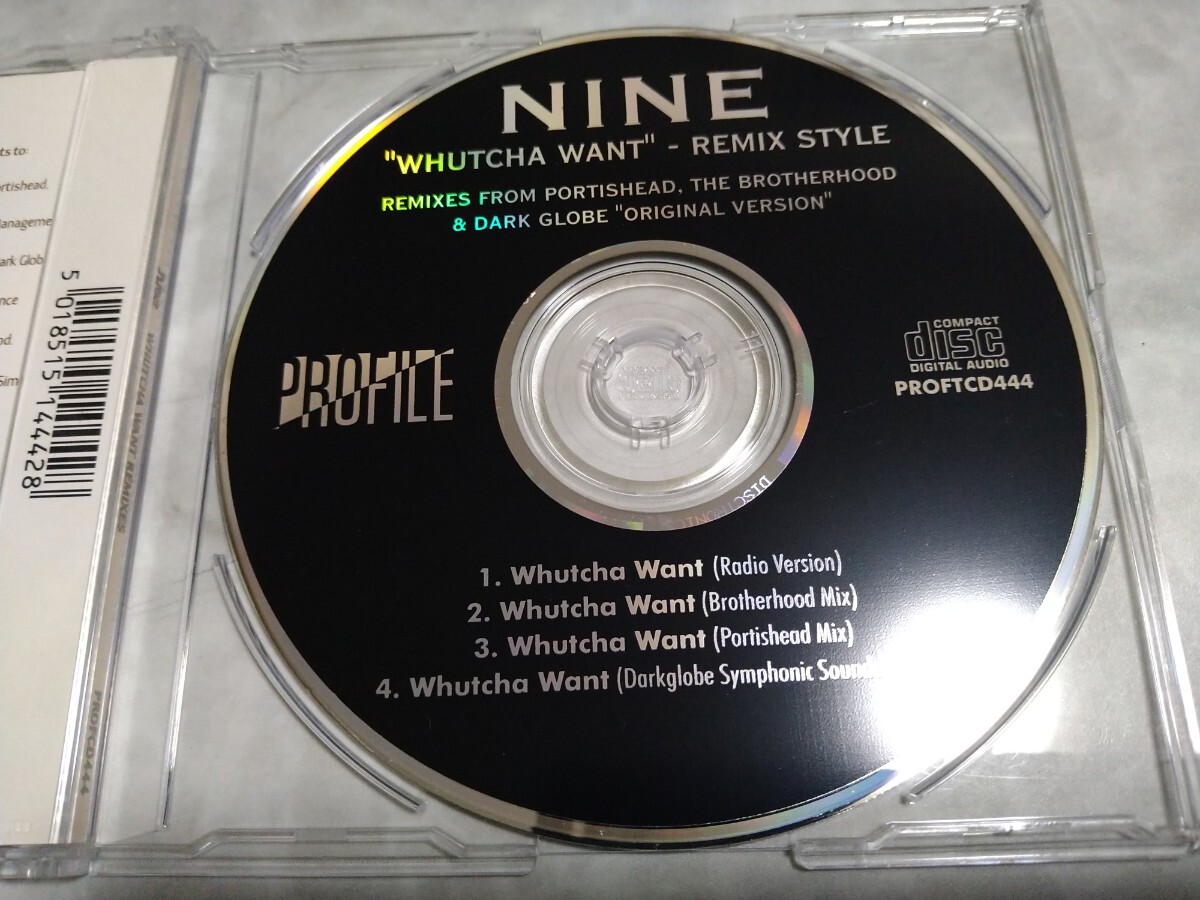 NINE
"WHUTCHA WANT" - REMIX STYLE
REMIXES FROM PORTISHEAD, THE BROTHERHOOD
& DARK GLOBE "ORIGINAL VERSION"
PROFILE
COMPACT
disc
DIGITAL AUDIO
PROFTCD444
DISCTRONIC
1. Whutcha Want (Radio Version)
2. Whutcha Want (Brotherhood Mix)
3. Whutcha Want (Portishead Mix)
4. Whutcha Want (Darkglobe Symphonic Sound
ts to:
ortishead.
Manageme
ark Glob
nce
od.
Sim
5 018515 144428
NINE WHUTCHA WANT REMIXES
PROFCD444